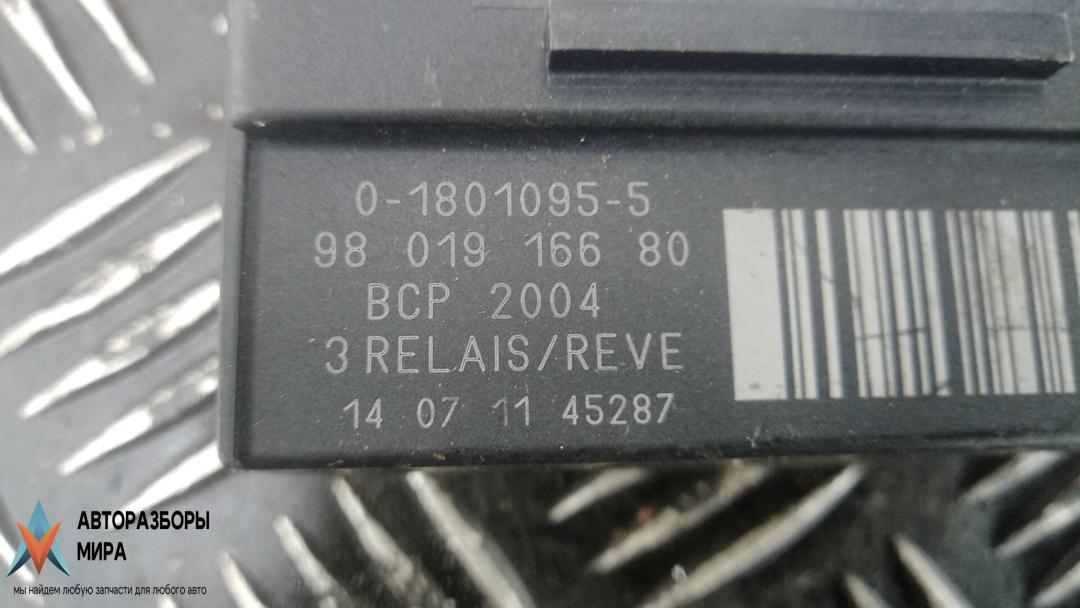 0-1801095-5
98 019 166 80
BCP 2004
3 RELAIS/REVE
14 07 11 45287
АВТОРАЗБОРЫ
МИРА
мы найдем любую запчасти для любого авто